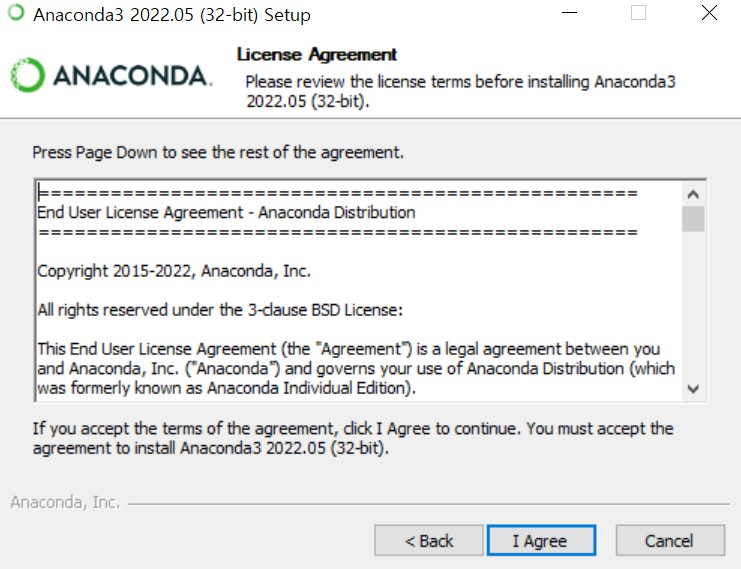 Anaconda3 2022.05 (32-bit) Setup
ANACONDA.
License Agreement
Please review the license terms before installing Anaconda3
2022.05 (32-bit).
Press Page Down to see the rest of the agreement.
==================================================
End User License Agreement - Anaconda Distribution
==================================================
Copyright 2015-2022, Anaconda, Inc.
All rights reserved under the 3-clause BSD License:
This End User License Agreement (the "Agreement") is a legal agreement between you
and Anaconda, Inc. ("Anaconda") and governs your use of Anaconda Distribution (which
was formerly known as Anaconda Individual Edition).
If you accept the terms of the agreement, click I Agree to continue. You must accept the
agreement to install Anaconda3 2022.05 (32-bit).
Anaconda, Inc.
< Back
I Agree
Cancel